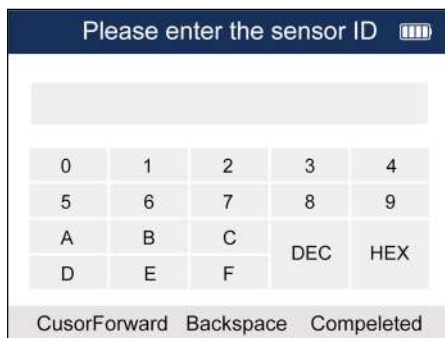 Please enter the sensor ID
0 1 2 3 4
5 6 7 8 9
A B C DEC HEX
D E F
CusorForward Backspace Compeleted